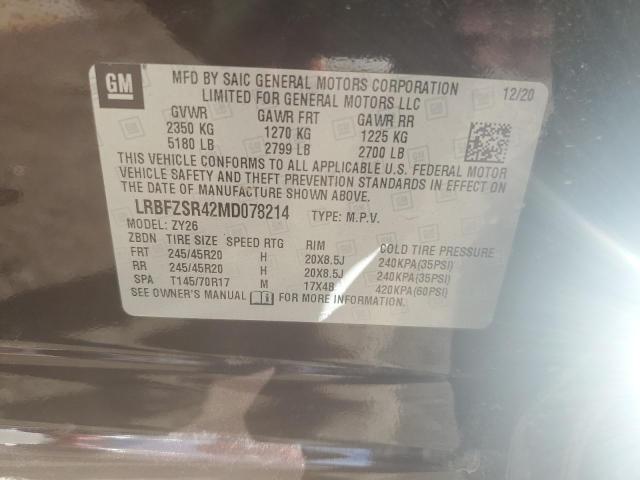 GM
MFD BY SAIC GENERAL MOTORS CORPORATION 12/20
LIMITED FOR GENERAL MOTORS LLC
GVWR GAWR FRT GAWR RR
2350 KG 1270 KG 1225 KG
5180 LB 2799 LB 2700 LB
THIS VEHICLE CONFORMS TO ALL APPLICABLE U.S. FEDERAL MOTOR
VEHICLE SAFETY AND THEFT PREVENTION STANDARDS IN EFFECT ON
THE DATE OF MANUFACTURE SHOWN ABOVE.
LRBFZSR42MD078214 TYPE: M.P.V.
MODEL: ZY26
ZBDN TIRE SIZE SPEED RTG RIM COLD TIRE PRESSURE
FRT 245/45R20 H 20X8.5J 240KPA(35PSI)
RR 245/45R20 H 20X8.5J 240KPA(35PSI)
SPA T145/70R17 M 17X4B 420KPA(60PSI)
SEE OWNER'S MANUAL FOR MORE INFORMATION.